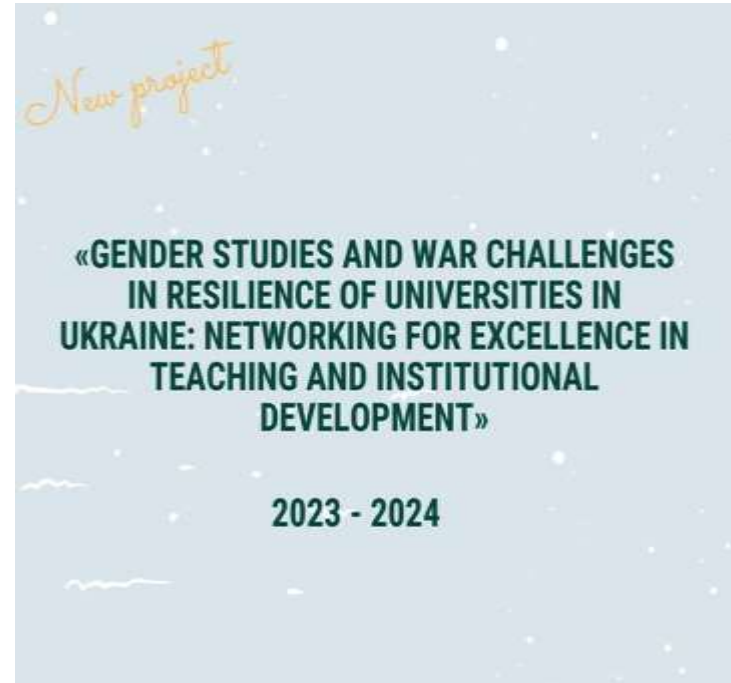 New project
«GENDER STUDIES AND WAR CHALLENGES
IN RESILIENCE OF UNIVERSITIES IN
UKRAINE: NETWORKING FOR EXCELLENCE IN
TEACHING AND INSTITUTIONAL
DEVELOPMENT»
2023 - 2024